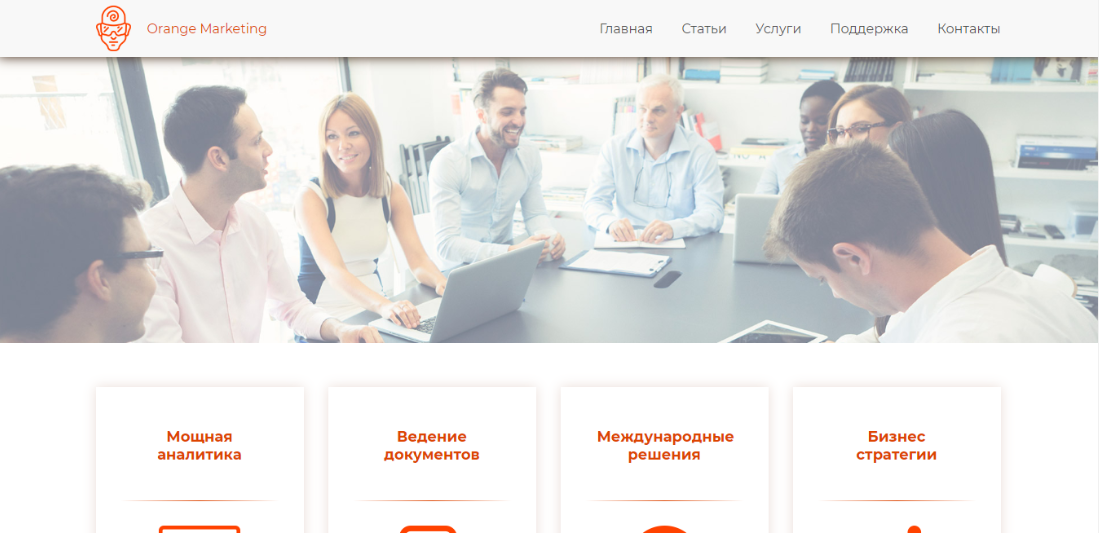 Orange Marketing
Главная Статьи Услуги Поддержка Контакты
Мощная
аналитика
Ведение
документов
Международные
решения
Бизнес
стратегии